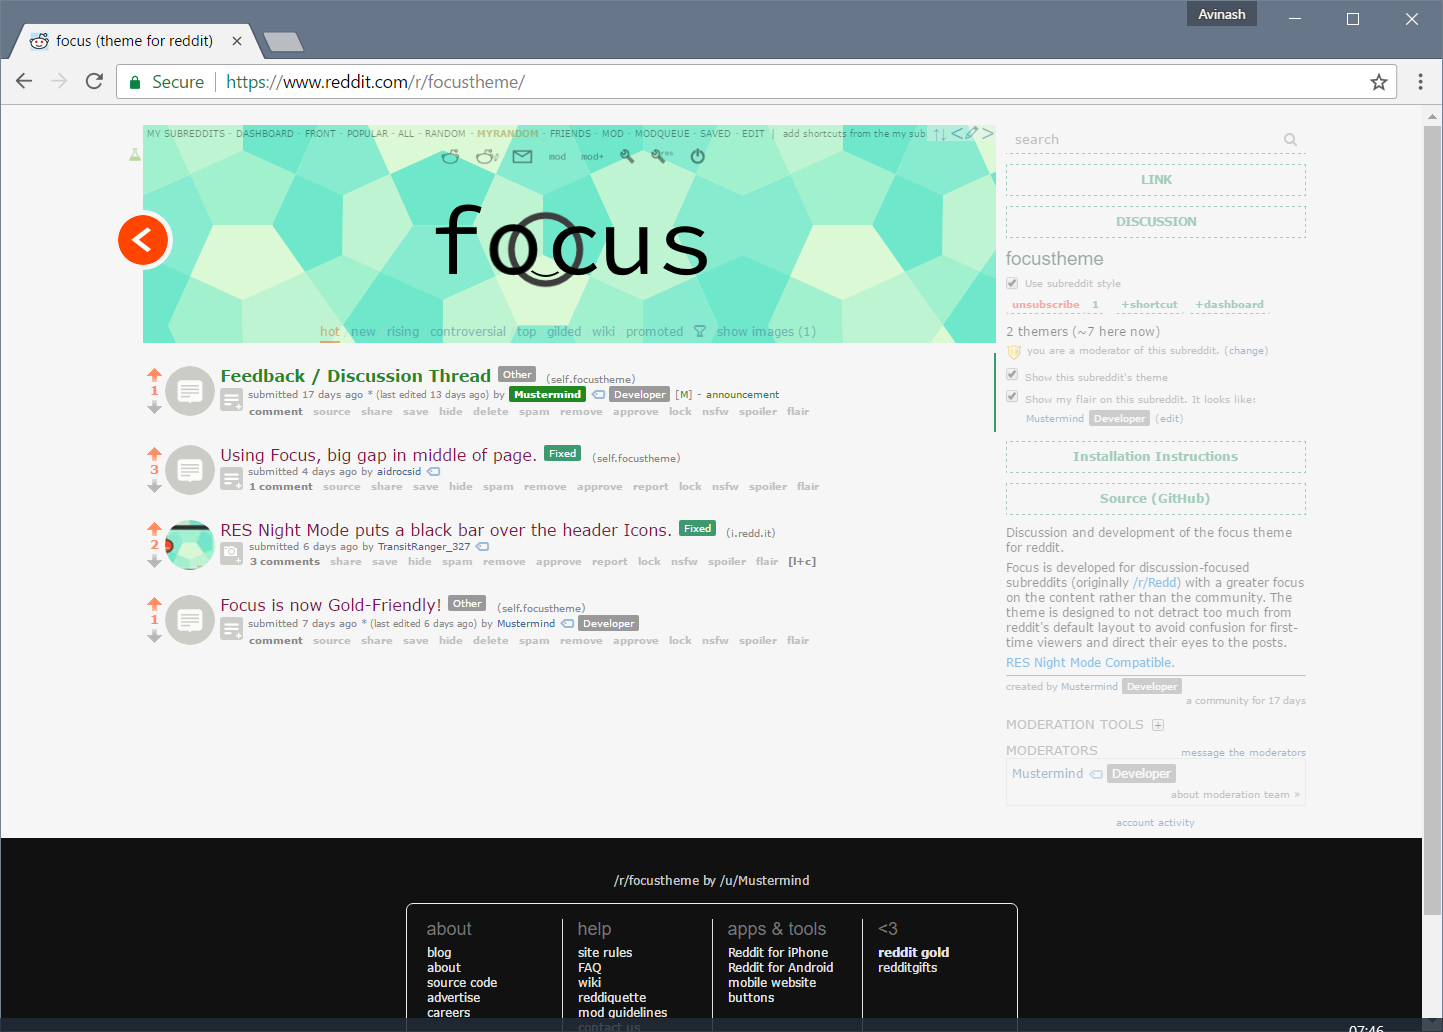 Avinash
focus (theme for reddit)
Secure | https://www.reddit.com/r/focustheme/
MY SUBREDDITS - DASHBOARD - FRONT - POPULAR - ALL - RANDOM - MYRANDOM - FRIENDS - MOD - MODQUEUE - SAVED - EDIT | add shortcuts from the my sub
mod mod+ res
focus
hot new rising controversial top gilded wiki promoted show images (1)
Feedback / Discussion Thread Other (self.focustheme)
1
submitted 17 days ago * (last edited 13 days ago) by Mustermind Developer [M] - announcement
comment source share save hide delete spam remove approve lock nsfw spoiler flair
Using Focus, big gap in middle of page. Fixed (self.focustheme)
3
submitted 4 days ago by aidrocsid
1 comment source share save hide spam remove approve report lock nsfw spoiler flair
RES Night Mode puts a black bar over the header Icons. Fixed (i.redd.it)
2
submitted 6 days ago by TransitRanger_327
3 comments share save hide spam remove approve report lock nsfw spoiler flair [l+c]
Focus is now Gold-Friendly! Other (self.focustheme)
1
submitted 7 days ago * (last edited 6 days ago) by Mustermind Developer
comment source share save hide delete spam remove approve lock nsfw spoiler flair
search
LINK
DISCUSSION
focustheme
Use subreddit style
unsubscribe 1 +shortcut +dashboard
2 themers (~7 here now)
you are a moderator of this subreddit. (change)
Show this subreddit's theme
Show my flair on this subreddit. It looks like:
Mustermind Developer (edit)
Installation Instructions
Source (GitHub)
Discussion and development of the focus theme
for reddit.
Focus is developed for discussion-focused
subreddits (originally /r/Redd) with a greater focus
on the content rather than the community. The
theme is designed to not detract too much from
reddit's default layout to avoid confusion for first-
time viewers and direct their eyes to the posts.
RES Night Mode Compatible.
created by Mustermind Developer
a community for 17 days
MODERATION TOOLS
MODERATORS message the moderators
Mustermind Developer
about moderation team »
account activity
/r/focustheme by /u/Mustermind
about
blog
about
source code
advertise
careers
help
site rules
FAQ
wiki
reddiquette
mod guidelines
contact us
apps & tools
Reddit for iPhone
Reddit for Android
mobile website
buttons
<3
reddit gold
redditgifts
07:46